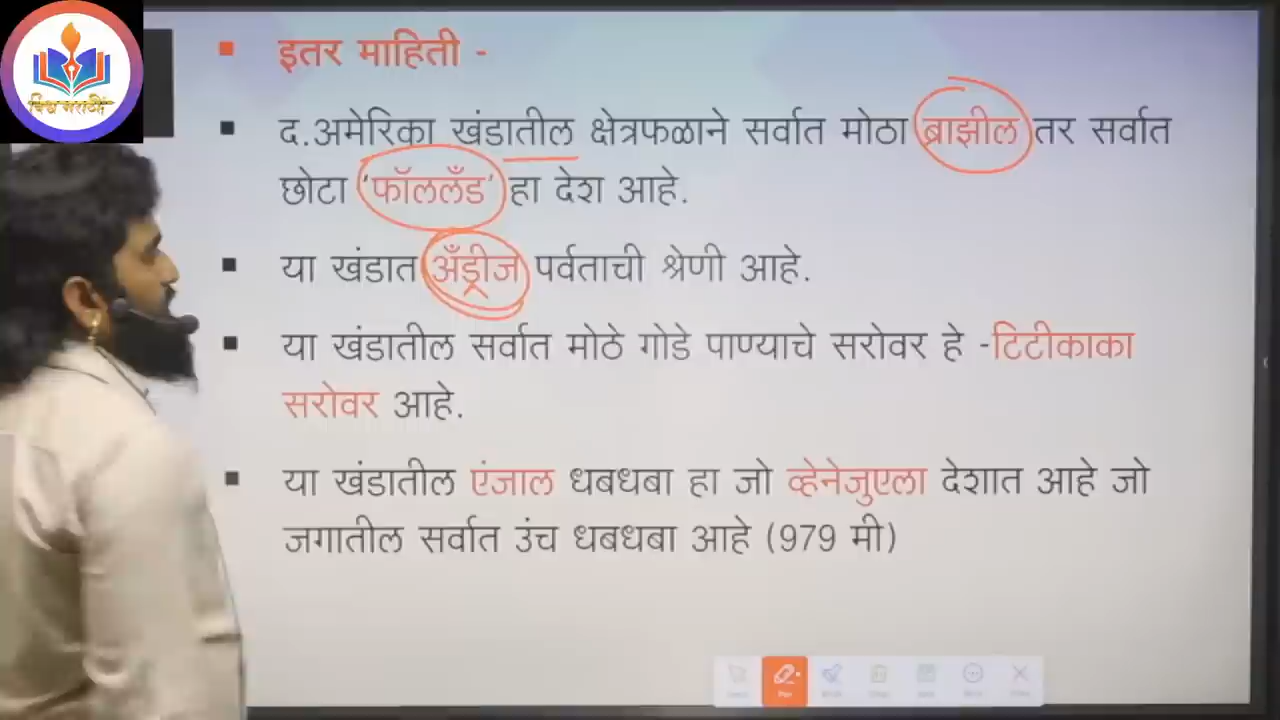 विश्व मराठी
▪ इतर माहिती -
▪ द.अमेरिका खंडातील क्षेत्रफळाने सर्वात मोठा ब्राझील तर सर्वात
छोटा 'फॉललँड' हा देश आहे.
▪ या खंडात अँड्रीज पर्वताची श्रेणी आहे.
▪ या खंडातील सर्वात मोठे गोडे पाण्याचे सरोवर हे -टिटीकाका
सरोवर आहे.
▪ या खंडातील एंजाल धबधबा हा जो व्हेनेजुएला देशात आहे जो
जगातील सर्वात उंच धबधबा आहे (979 मी)